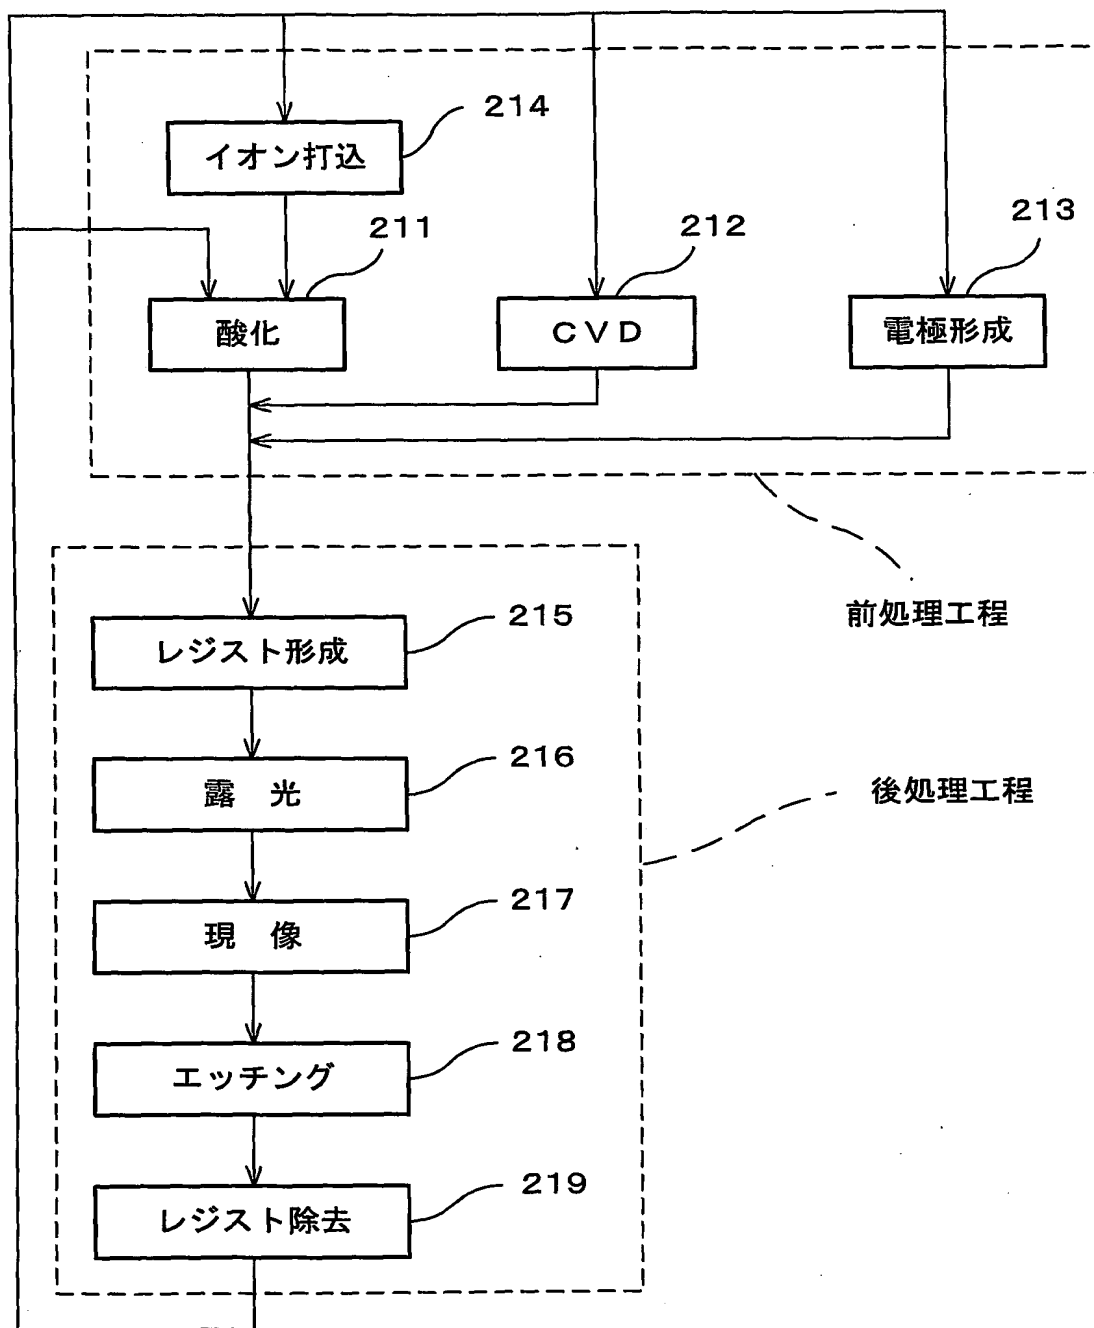 214
イオン打込
211
212
213
酸化
CVD
電極形成
前処理工程
215
レジスト形成
216
露 光
後処理工程
217
現 像
218
エッチング
219
レジスト除去